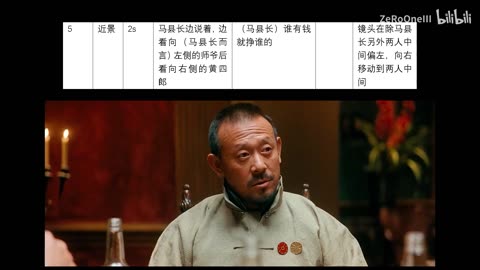 ZeRoOneIII bilibili
5 近景 2s 马县长边说着，边 （马县长）谁有钱 镜头在除马县
看向（马县长而 就挣谁的 长另外两人中
言）左侧的师爷后 间偏左，向右
看向右侧的黄四 移动到两人中
郎 间